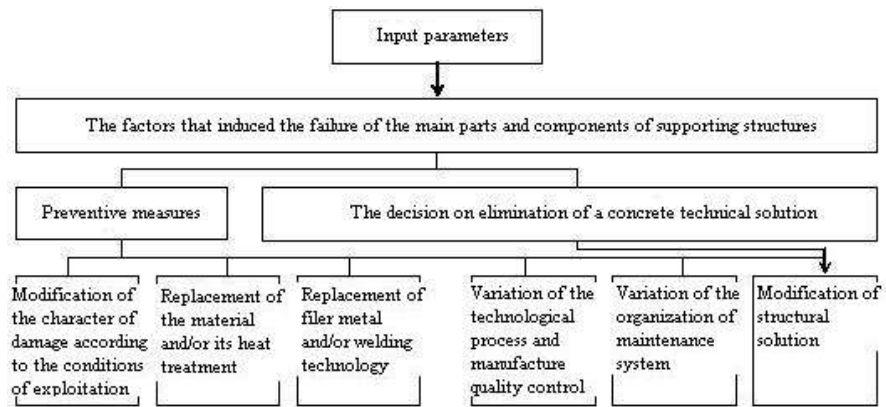 Input parameters
The factors that induced the failure of the main parts and components of supporting structures
Preventive measures
The decision on elimination of a concrete technical solution
Modification of
the character of
damage according
to the conditions
of exploitation
Replacement of
the material
and/or its heat
treatment
Replacement of
filer metal
and/or welding
technology
Variation of the
technological
process and
manufacture
quality control
Variation of the
organization of
maintenance
system
Modification of
structural
solution